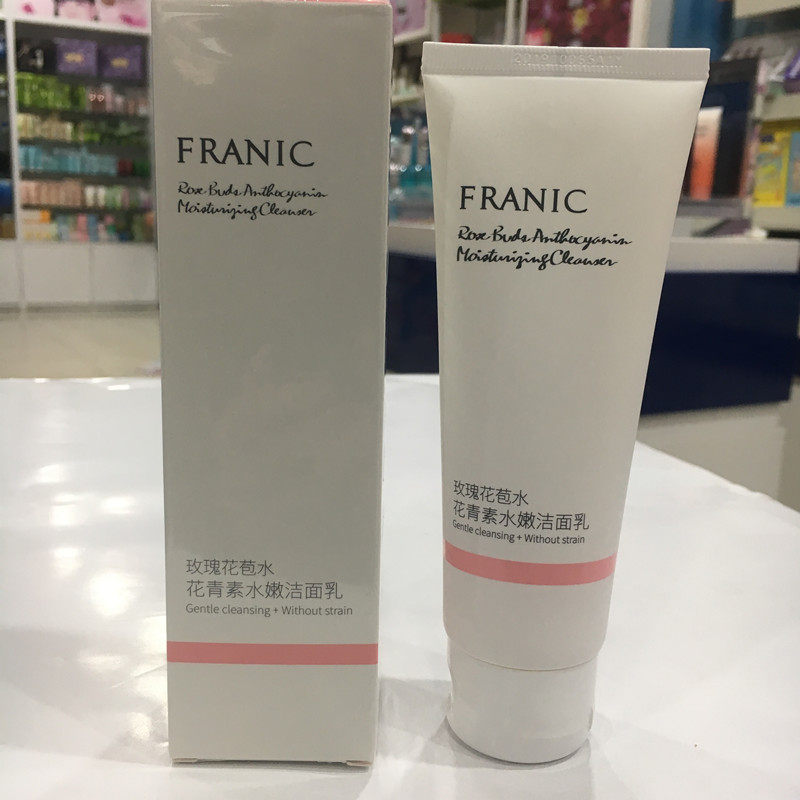 FRANIC
Rose Buds Anthocyanin
Moisturizing Cleanser
玫瑰花苞水
花青素水嫩洁面乳
Gentle cleansing + Without strain
FRANIC
Rose Buds Anthocyanin
Moisturizing Cleanser
玫瑰花苞水
花青素水嫩洁面乳
Gentle cleansing + Without strain